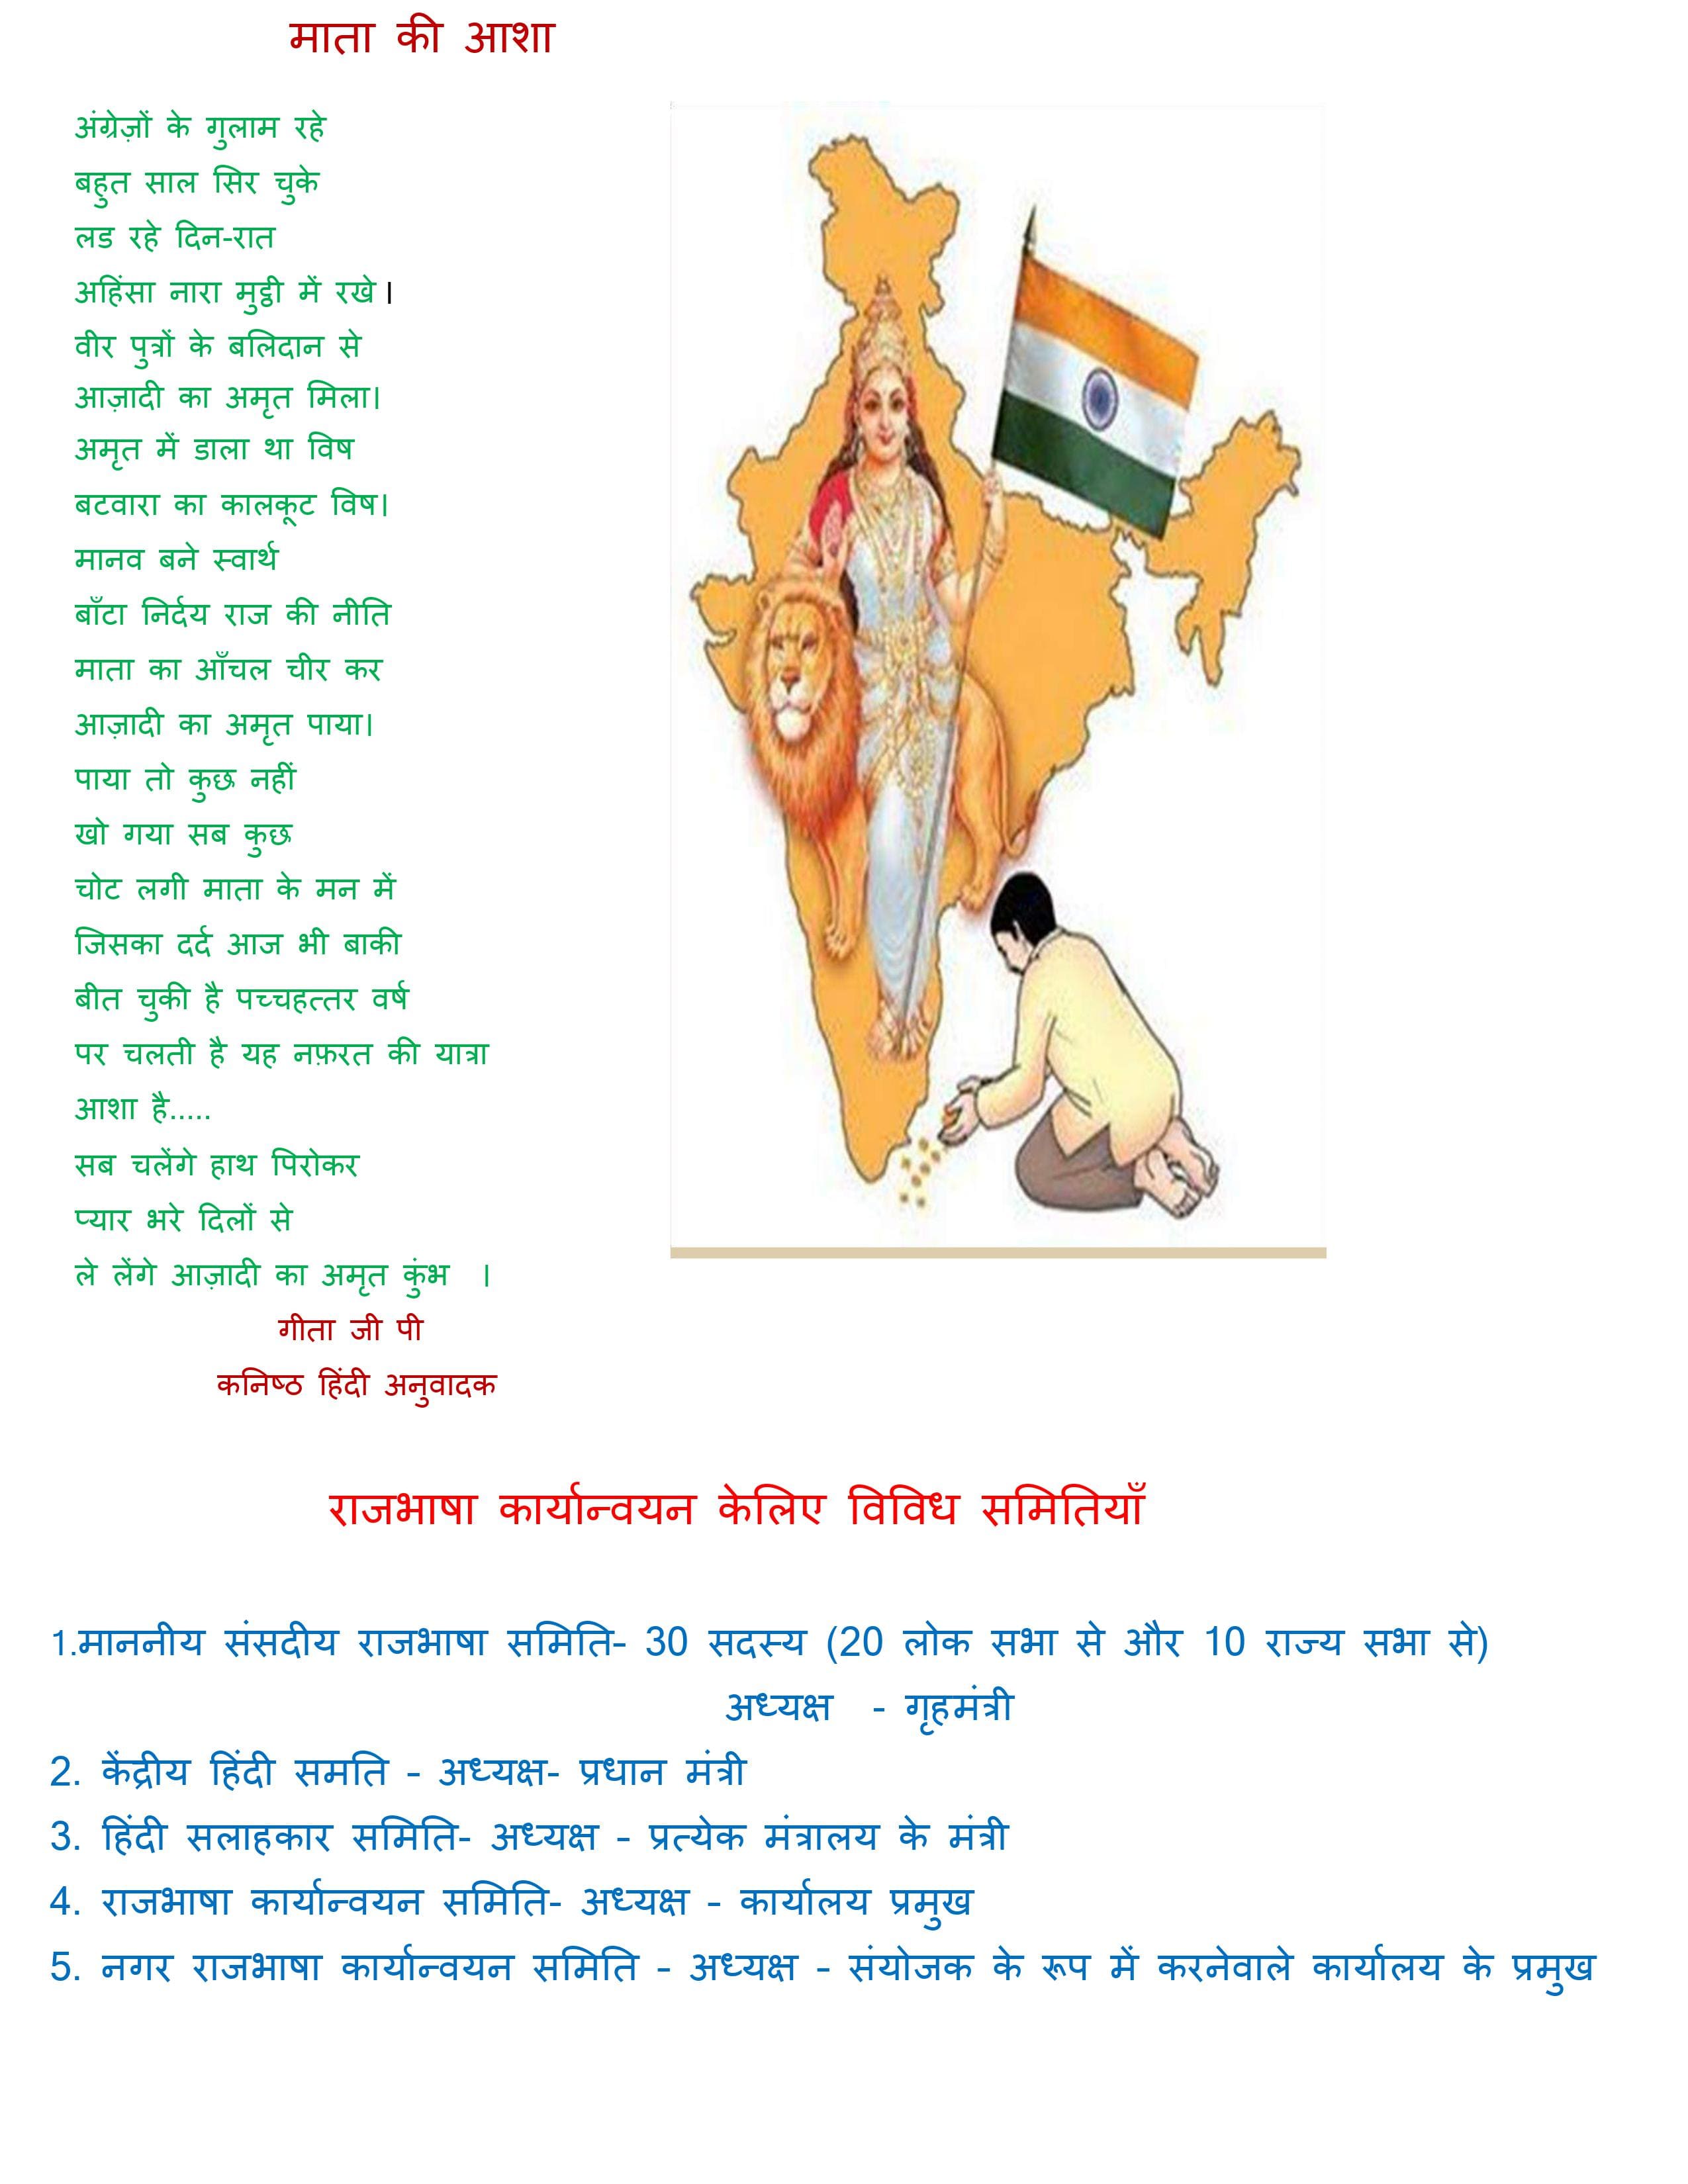 माता की आशा
अंग्रेज़ों के गुलाम रहे
बहुत साल सिर चुके
लड रहे दिन-रात
अहिंसा नारा मुट्ठी में रखे ।
वीर पुत्रों के बलिदान से
आज़ादी का अमृत मिला।
अमृत में डाला था विष
बटवारा का कालकूट विष।
मानव बने स्वार्थ
बाँटा निर्दय राज की नीति
माता का आँचल चीर कर
आज़ादी का अमृत पाया।
पाया तो कुछ नहीं
खो गया सब कुछ
चोट लगी माता के मन में
जिसका दर्द आज भी बाकी
बीत चुकी है पच्चहत्तर वर्ष
पर चलती है यह नफ़रत की यात्रा
आशा है.....
सब चलेंगे हाथ पिरोकर
प्यार भरे दिलों से
ले लेंगे आज़ादी का अमृत कुंभ ।
गीता जी पी
कनिष्ठ हिंदी अनुवादक
राजभाषा कार्यान्वयन केलिए विविध समितियाँ
1.माननीय संसदीय राजभाषा समिति– 30 सदस्य (20 लोक सभा से और 10 राज्य सभा से)
अध्यक्ष - गृहमंत्री
2. केंद्रीय हिंदी समति – अध्यक्ष- प्रधान मंत्री
3. हिंदी सलाहकार समिति- अध्यक्ष – प्रत्येक मंत्रालय के मंत्री
4. राजभाषा कार्यान्वयन समिति- अध्यक्ष – कार्यालय प्रमुख
5. नगर राजभाषा कार्यान्वयन समिति – अध्यक्ष – संयोजक के रूप में करनेवाले कार्यालय के प्रमुख